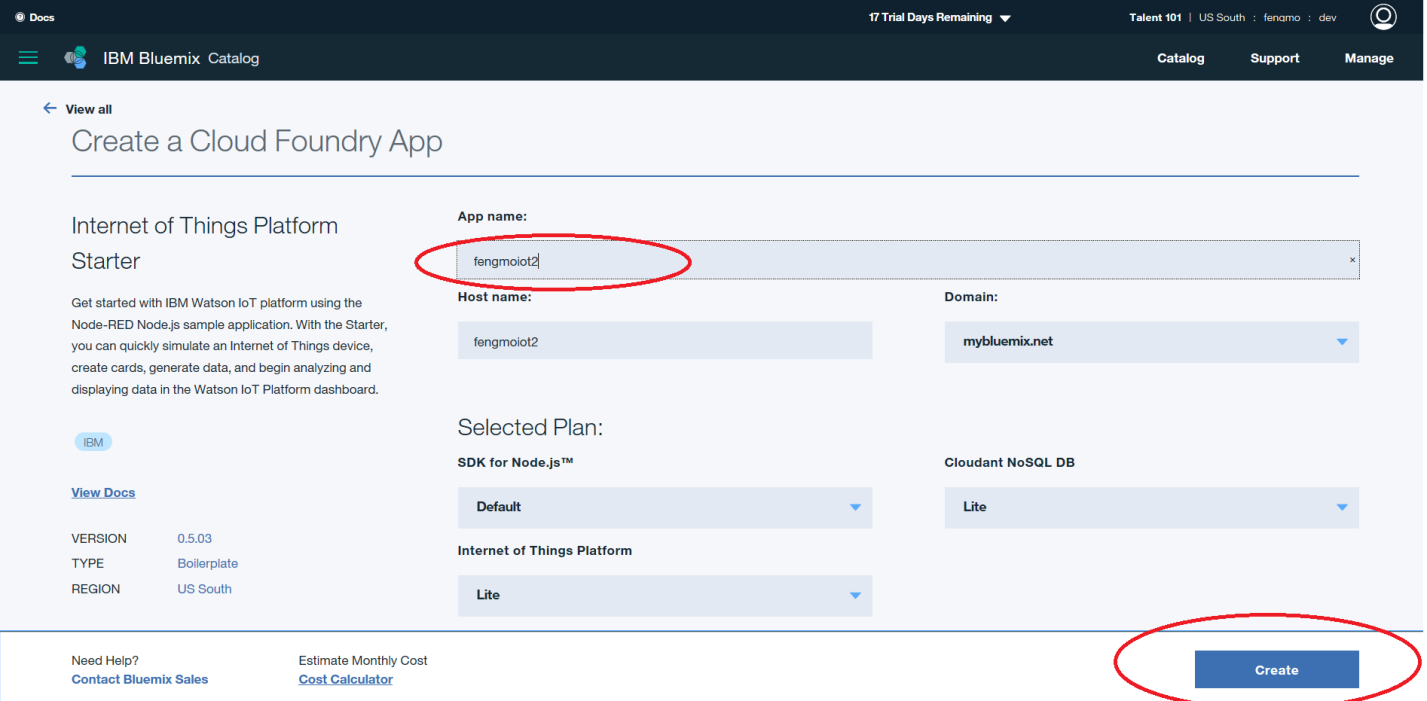 Docs
17 Trial Days Remaining
Talent 101 | US South : fengmo : dev
IBM Bluemix Catalog
Catalog
Support
Manage
View all
Create a Cloud Foundry App
Internet of Things Platform
Starter
Get started with IBM Watson IoT platform using the
Node-RED Node.js sample application. With the Starter,
you can quickly simulate an Internet of Things device,
create cards, generate data, and begin analyzing and
displaying data in the Watson IoT Platform dashboard.
IBM
View Docs
VERSION 0.5.03
TYPE Boilerplate
REGION US South
App name:
fengmoiot2
×
Host name:
fengmoiot2
Domain:
mybluemix.net
Selected Plan:
SDK for Node.js™
Default
Cloudant NoSQL DB
Lite
Internet of Things Platform
Lite
Need Help?
Contact Bluemix Sales
Estimate Monthly Cost
Cost Calculator
Create